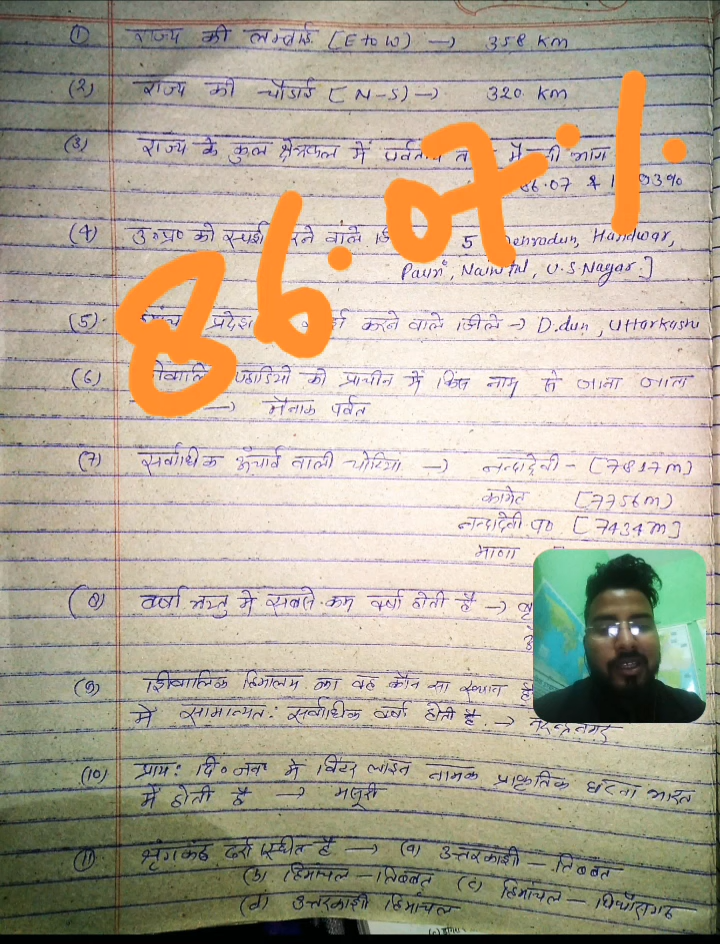 ① राज्य की लम्बाई [E to W) → 358 km
(2) राज्य की चौडाई [N-S) → 320 km
(3) राज्य के कुल क्षेत्रफल में पर्वतीय में की भाग
86.07 & 
86.07%
(4) उ०प्र० को स्पर्श करने वाले 5 Dehradun, Haridwar,
Pauri, Nainital, U.S.Nagar.]
(5) प्रदेश करने वाले जिले → D.dun, Uttarkashi
(6) पहाडियो को प्राचीन में किस नाम से जाना जाता
→ मैनाक पर्वत
(7) सर्वाधिक ऊँचाई वाली चोटिया → नन्दादेवी - [7817m)
कामेट [7756m)
नन्दादेवी प० [7434m]
माणा
(8) वर्षा ऋतु मे सबसे कम वर्षा होती है →
(9) शिवालिक हिमालय का वह कौन सा स्थान है
में सामान्यत: सर्वाधिक वर्षा होती है. → नरेन्द्रनगर
(10) प्राय: दि० जन० में विंटर लाइन नामक प्राकृतिक घटना भारत
में होती है → मसूरी
(11) श्रृंगकंठ दर्रा स्थित है → (a) उत्तरकाशी - तिब्बत
(b) हिमांचल - तिब्बत (c) हिमांचल - पिथौरागढ
(d) उत्तरकाशी हिमांचल